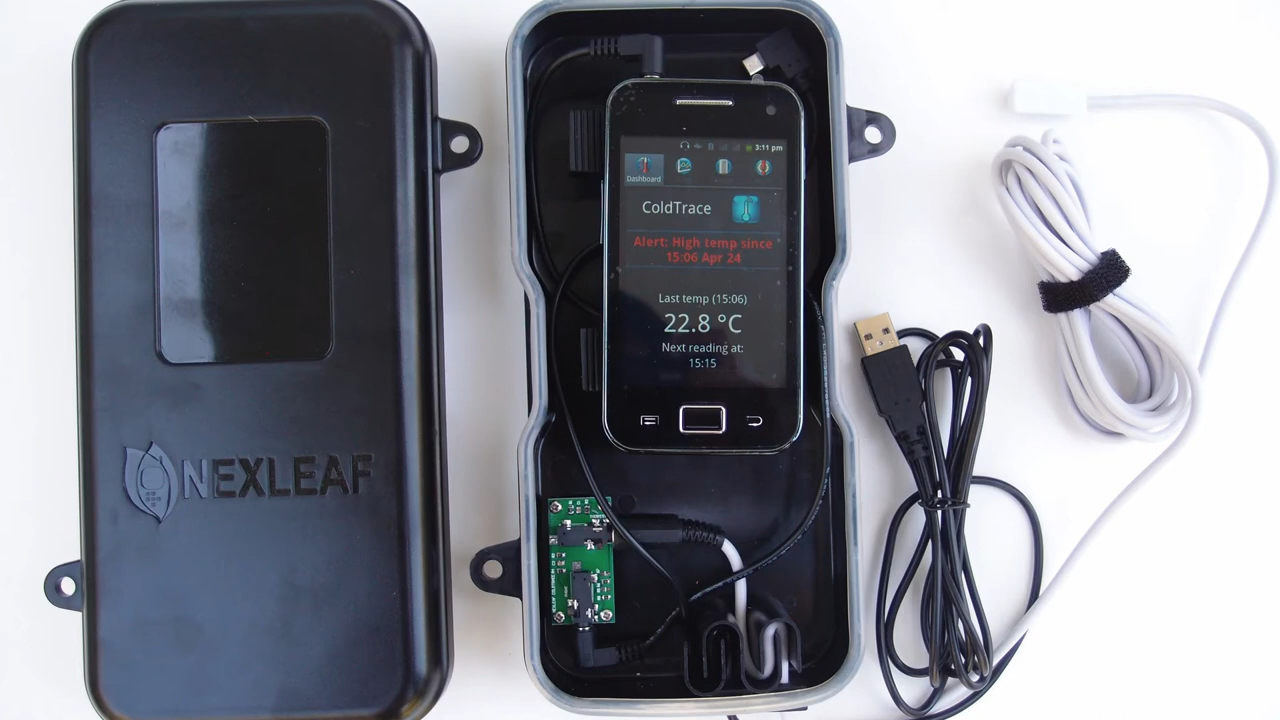 NEXLEAF
3:11 pm
Dashboard
ColdTrace
Alert: High temp since
15:06 Apr 24
Last temp (15:06)
22.8 °C
Next reading at:
15:15